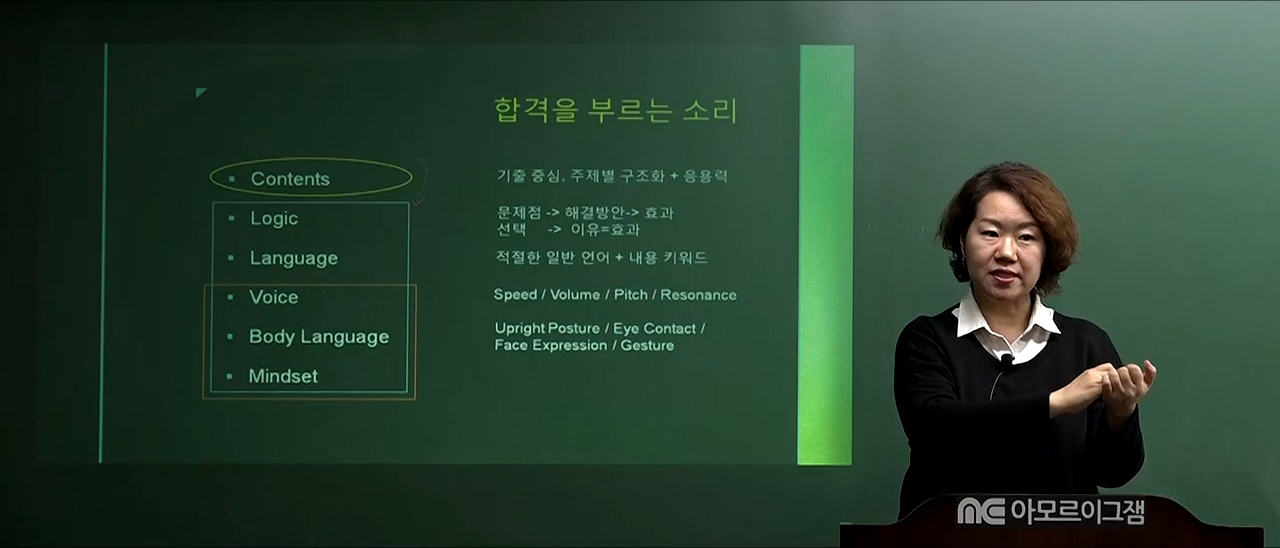 합격을 부르는 소리
▪ Contents
기출 중심, 주제별 구조화 + 응용력
▪ Logic
문제점 -> 해결방안-> 효과
선택 -> 이유=효과
▪ Language
적절한 일반 언어 + 내용 키워드
▪ Voice
Speed / Volume / Pitch / Resonance
▪ Body Language
Upright Posture / Eye Contact /
Face Expression / Gesture
▪ Mindset
아모르이그잼